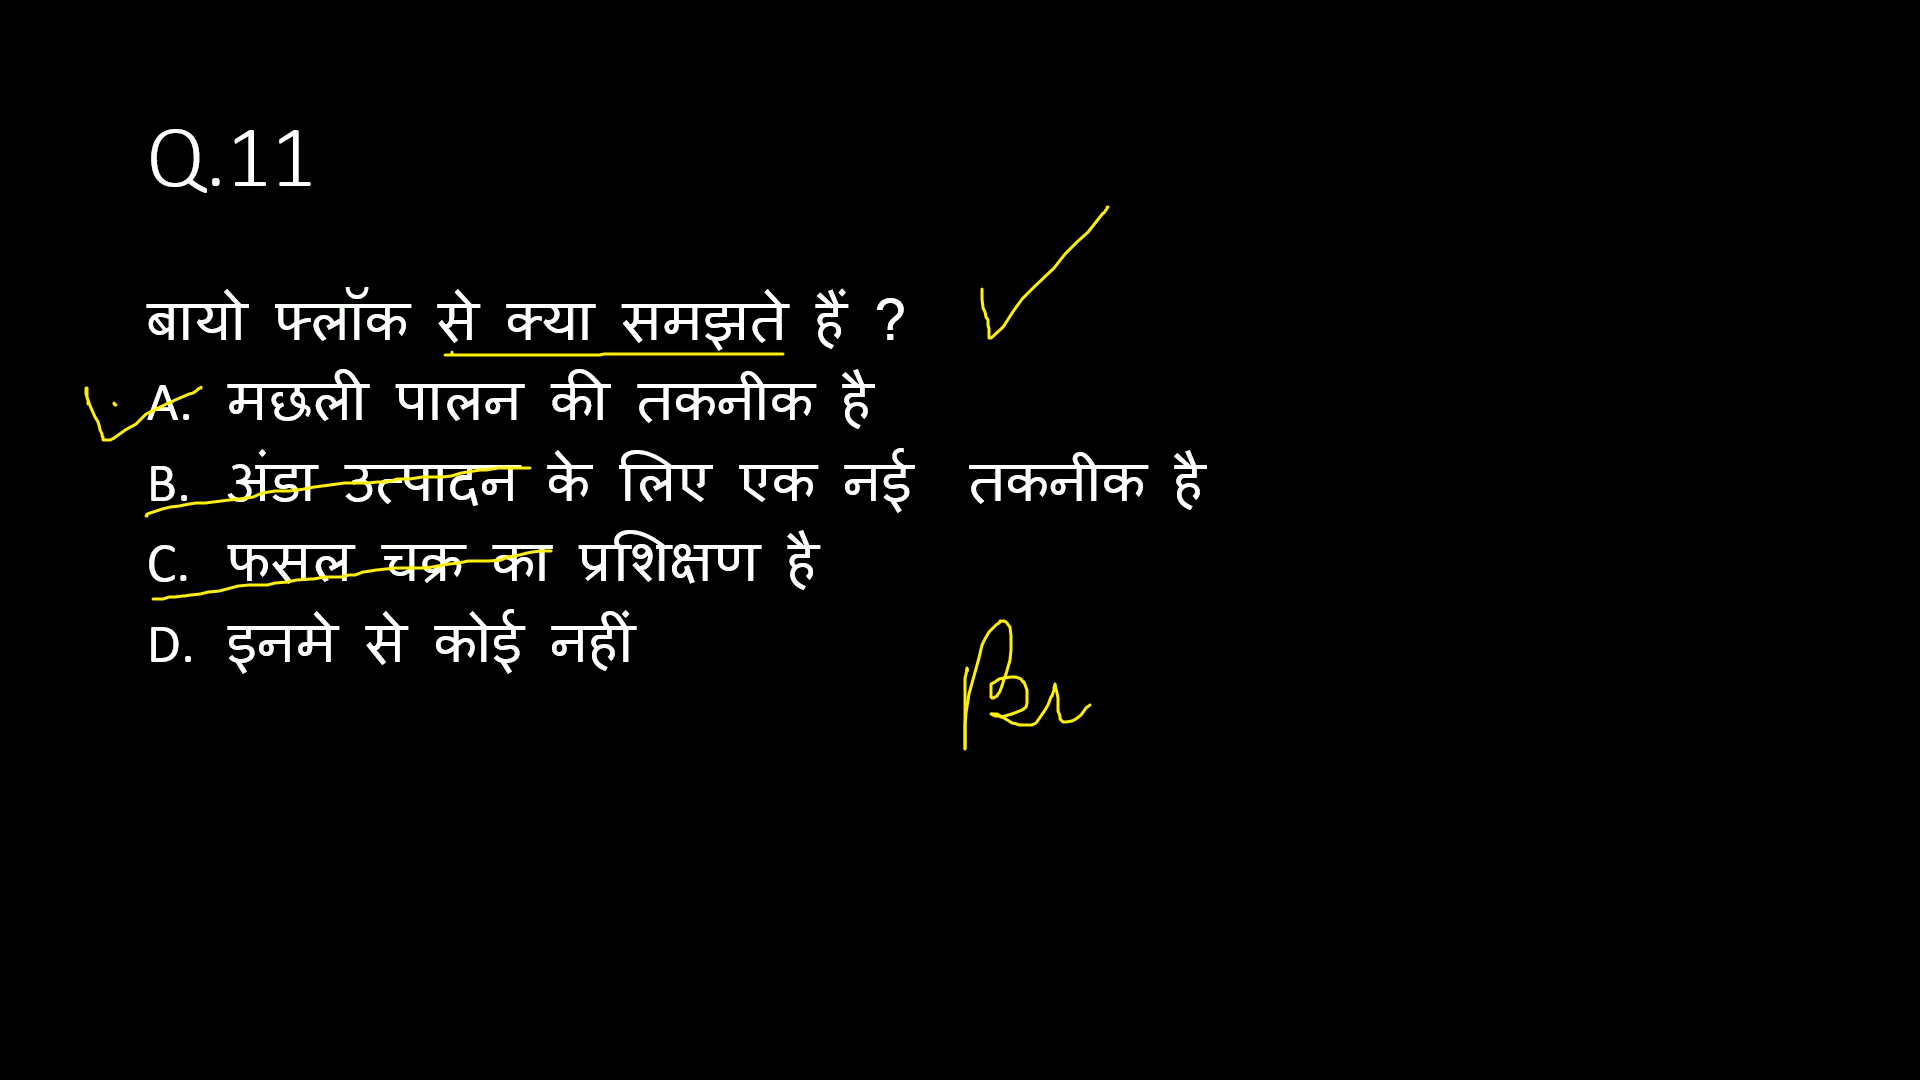 Q.11
बायो फ्लॉक से क्या समझते हैं ?
A. मछली पालन की तकनीक है
B. अंडा उत्पादन के लिए एक नई तकनीक है
C. फसल चक्र का प्रशिक्षण है
D. इनमे से कोई नहीं